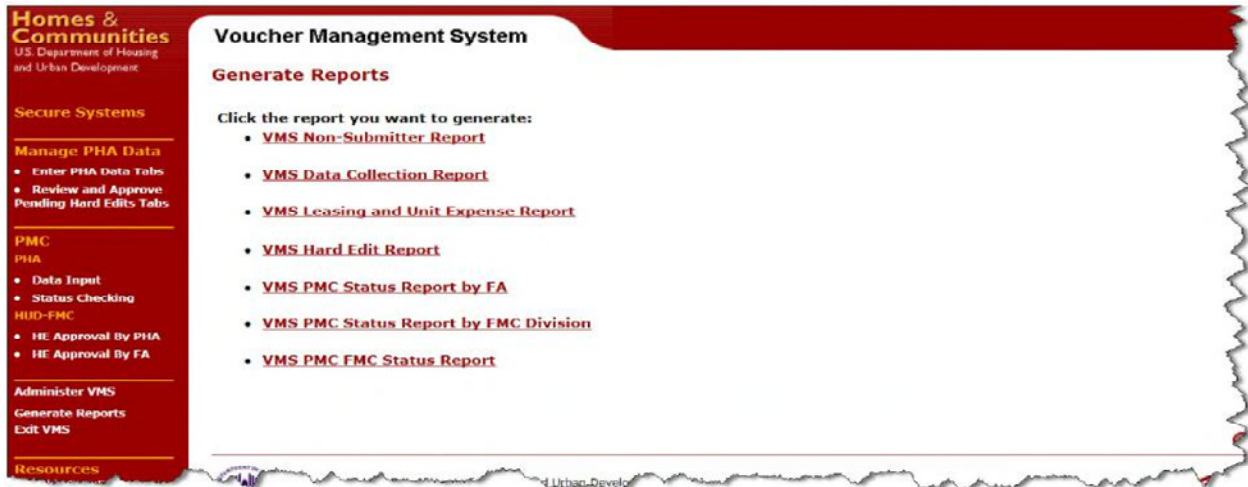 Homes &
Communities
U.S. Department of Housing
and Urban Development
Secure Systems
Manage PHA Data
• Enter PHA Data Tabs
• Review and Approve
Pending Hard Edits Tabs
PMC
PHA
• Data Input
• Status Checking
HUD-FMC
• HE Approval By PHA
• HE Approval By FA
Administer VMS
Generate Reports
Exit VMS
Resources
Voucher Management System
Generate Reports
Click the report you want to generate:
• VMS Non-Submitter Report
• VMS Data Collection Report
• VMS Leasing and Unit Expense Report
• VMS Hard Edit Report
• VMS PMC Status Report by FA
• VMS PMC Status Report by FMC Division
• VMS PMC FMC Status Report
d Urban Develo